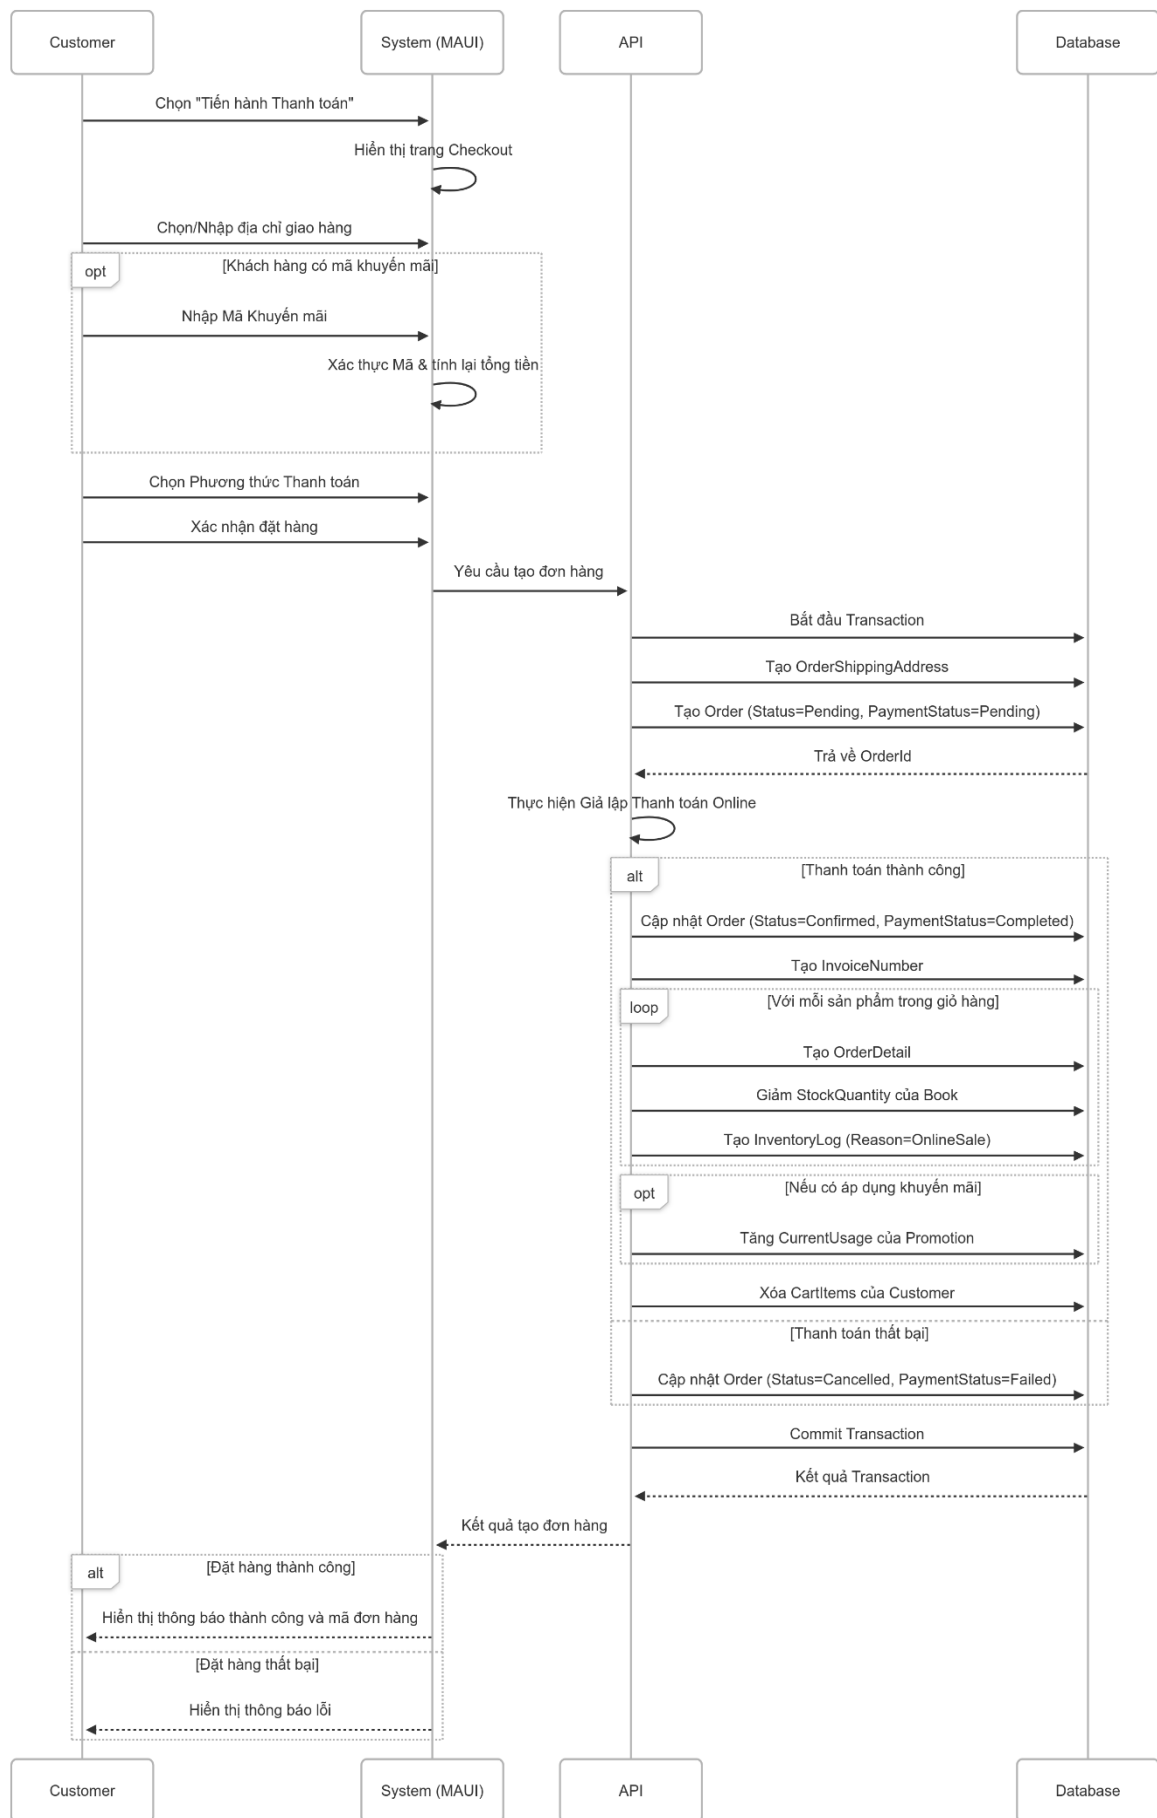 Customer
System (MAUI)
API
Database
Chọn "Tiến hành Thanh toán"
Hiển thị trang Checkout
Chọn/Nhập địa chỉ giao hàng
opt
[Khách hàng có mã khuyến mãi]
Nhập Mã Khuyến mãi
Xác thực Mã & tính lại tổng tiền
Chọn Phương thức Thanh toán
Xác nhận đặt hàng
Yêu cầu tạo đơn hàng
Bắt đầu Transaction
Tạo OrderShippingAddress
Tạo Order (Status=Pending, PaymentStatus=Pending)
Trả về OrderId
Thực hiện Giả lập Thanh toán Online
alt
[Thanh toán thành công]
Cập nhật Order (Status=Confirmed, PaymentStatus=Completed)
Tạo InvoiceNumber
loop
[Với mỗi sản phẩm trong giỏ hàng]
Tạo OrderDetail
Giảm StockQuantity của Book
Tạo InventoryLog (Reason=OnlineSale)
opt
[Nếu có áp dụng khuyến mãi]
Tăng CurrentUsage của Promotion
Xóa CartItems của Customer
[Thanh toán thất bại]
Cập nhật Order (Status=Cancelled, PaymentStatus=Failed)
Commit Transaction
Kết quả Transaction
Kết quả tạo đơn hàng
alt
[Đặt hàng thành công]
Hiển thị thông báo thành công và mã đơn hàng
[Đặt hàng thất bại]
Hiển thị thông báo lỗi
Customer
System (MAUI)
API
Database